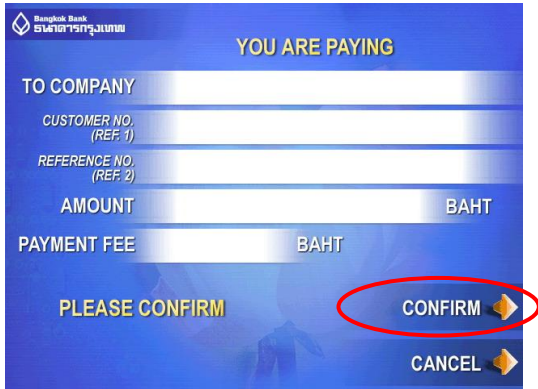 Bangkok Bank
ธนาคารกรุงเทพ
YOU ARE PAYING
TO COMPANY
CUSTOMER NO.
(REF. 1)
REFERENCE NO.
(REF. 2)
AMOUNT BAHT
PAYMENT FEE BAHT
PLEASE CONFIRM CONFIRM
CANCEL